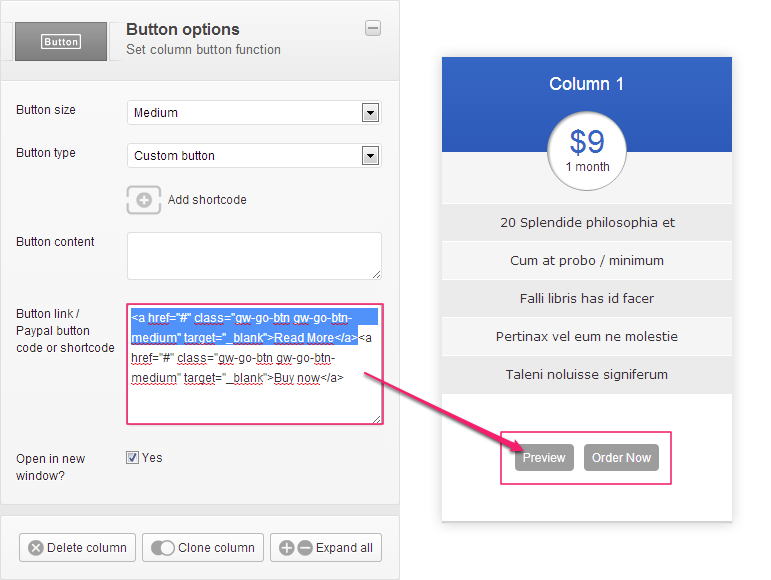 Button
Button options
Set column button function
Button size
Medium
Button type
Custom button
Add shortcode
Button content
Button link /
Paypal button
code or shortcode
<a href="#" class="gw-go-btn gw-go-btn-
medium" target="_blank">Read More</a><a
href="#" class="gw-go-btn gw-go-btn-
medium" target="_blank">Buy now</a>
Open in new
window?
Yes
Delete column
Clone column
Expand all
Column 1
$9
1 month
20 Splendide philosophia et
Cum at probo / minimum
Falli libris has id facer
Pertinax vel eum ne molestie
Taleni noluisse signiferum
Preview
Order Now